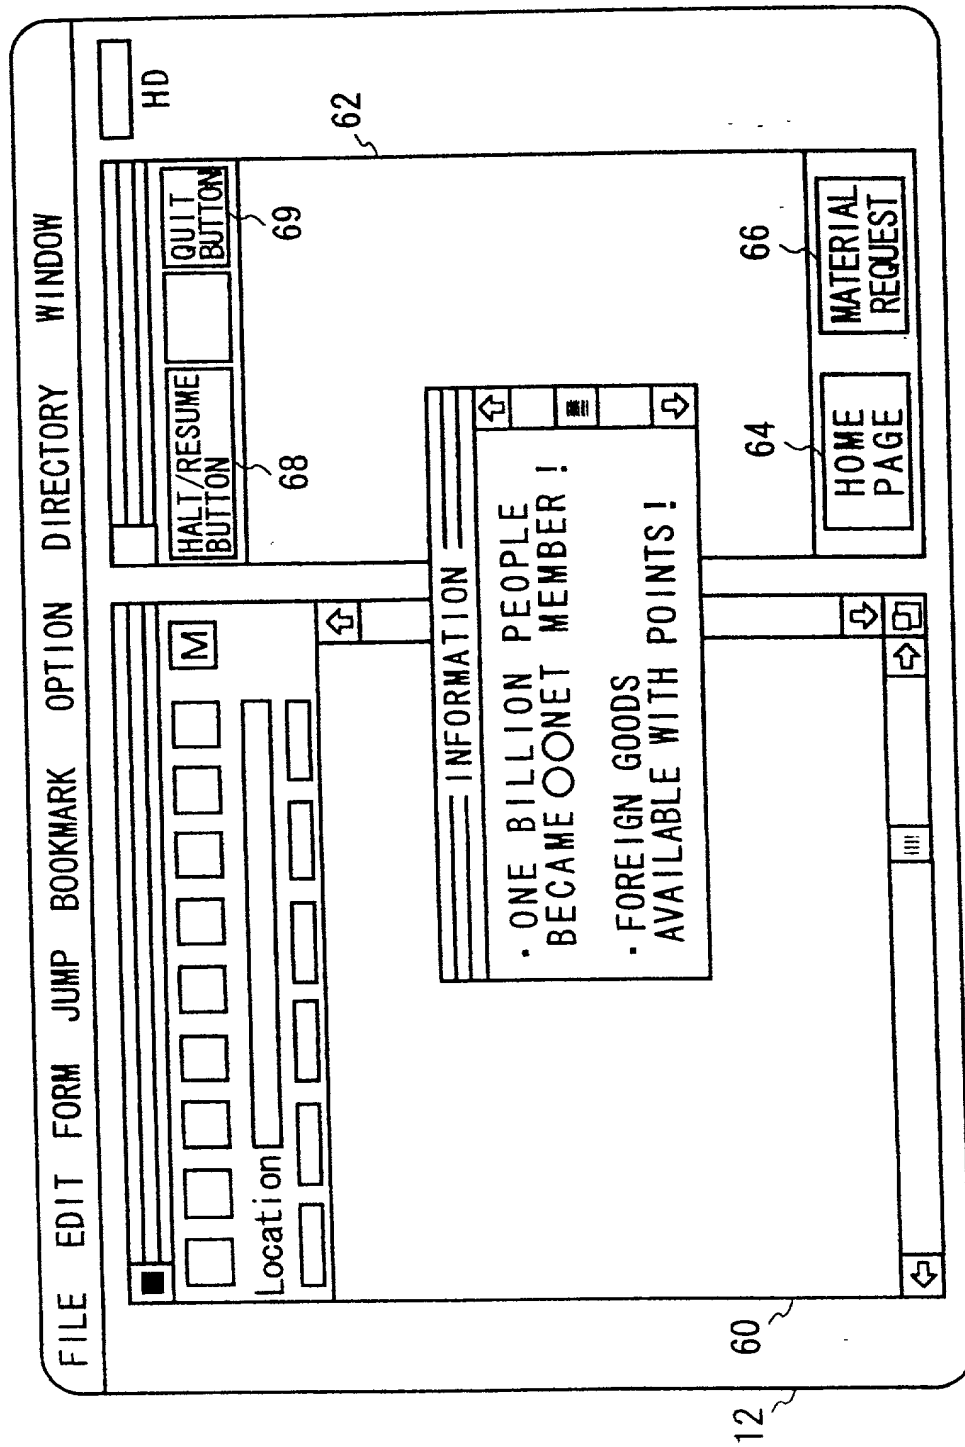 FILE EDIT FORM JUMP BOOKMARK OPTION DIRECTORY WINDOW
HD
M
Location
HALT/RESUME
BUTTON
QUIT
BUTTON
68
69
62
INFORMATION
・ONE BILLION PEOPLE
BECAME○○NET MEMBER!
・FOREIGN GOODS
AVAILABLE WITH POINTS!
64
66
HOME
PAGE
MATERIAL
REQUEST
60
12